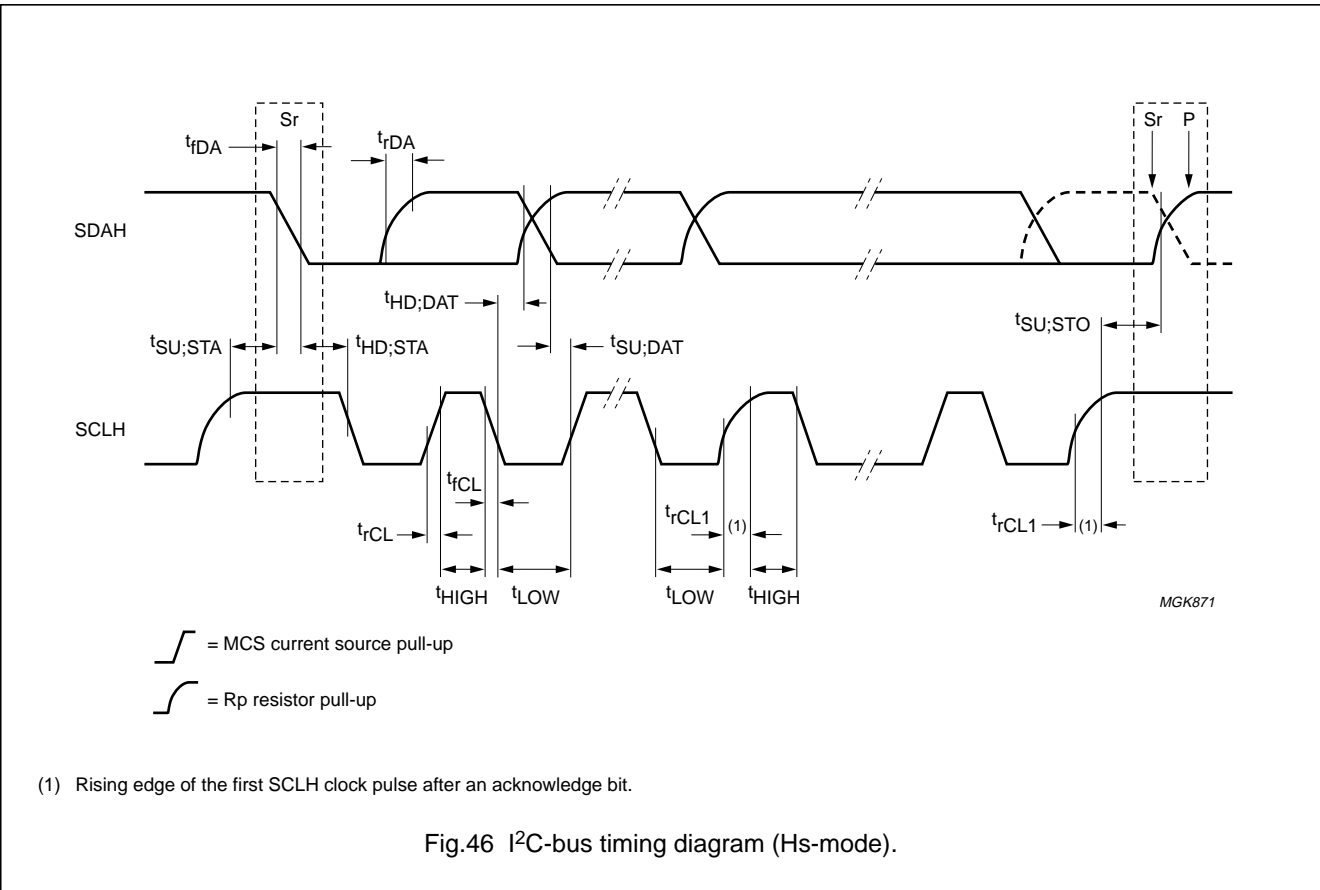 Sr
Sr P
tfDA
trDA
SDAH
tHD;DAT
tSU;STA
tHD;STA
tSU;DAT
tSU;STO
SCLH
tfCL
trCL
trCL1
(1)
trCL1
(1)
tHIGH
tLOW
tLOW
tHIGH
MGK871
= MCS current source pull-up
= Rp resistor pull-up
(1) Rising edge of the first SCLH clock pulse after an acknowledge bit.
Fig.46 I²C-bus timing diagram (Hs-mode).